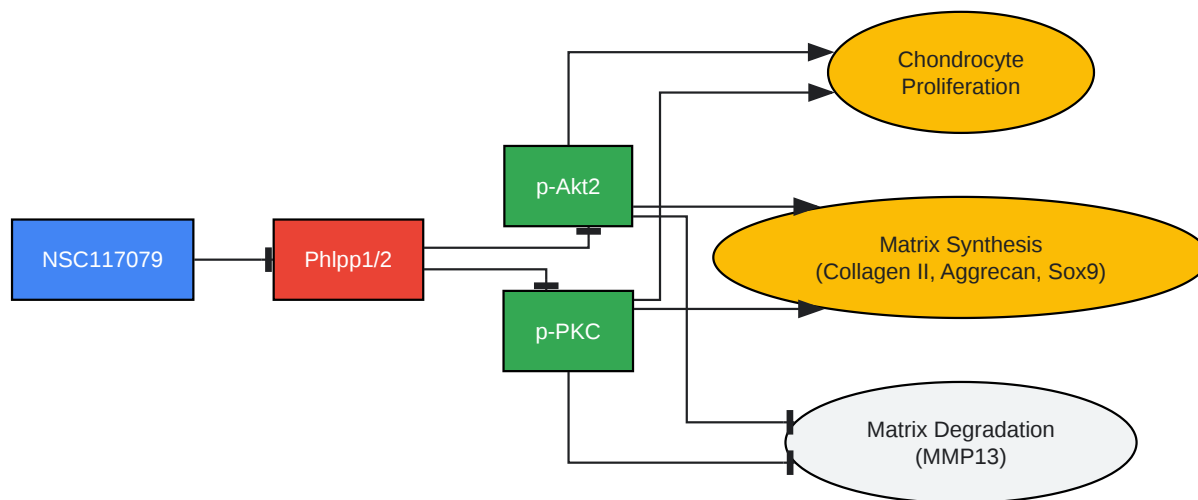 NSC117079
Phlpp1/2
p-Akt2
p-PKC
Chondrocyte
Proliferation
Matrix Synthesis
(Collagen II, Aggrecan, Sox9)
Matrix Degradation
(MMP13)